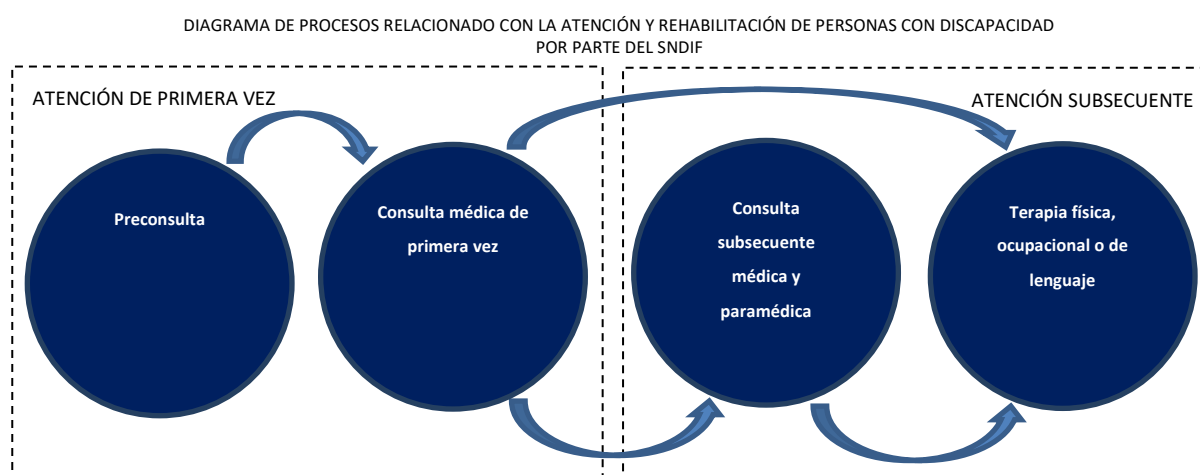 DIAGRAMA DE PROCESOS RELACIONADO CON LA ATENCIÓN Y REHABILITACIÓN DE PERSONAS CON DISCAPACIDAD
POR PARTE DEL SNDIF
ATENCIÓN DE PRIMERA VEZ
Preconsulta
Consulta médica de
primera vez
ATENCIÓN SUBSECUENTE
Consulta
subsecuente
médica y
paramédica
Terapia física,
ocupacional o de
lenguaje